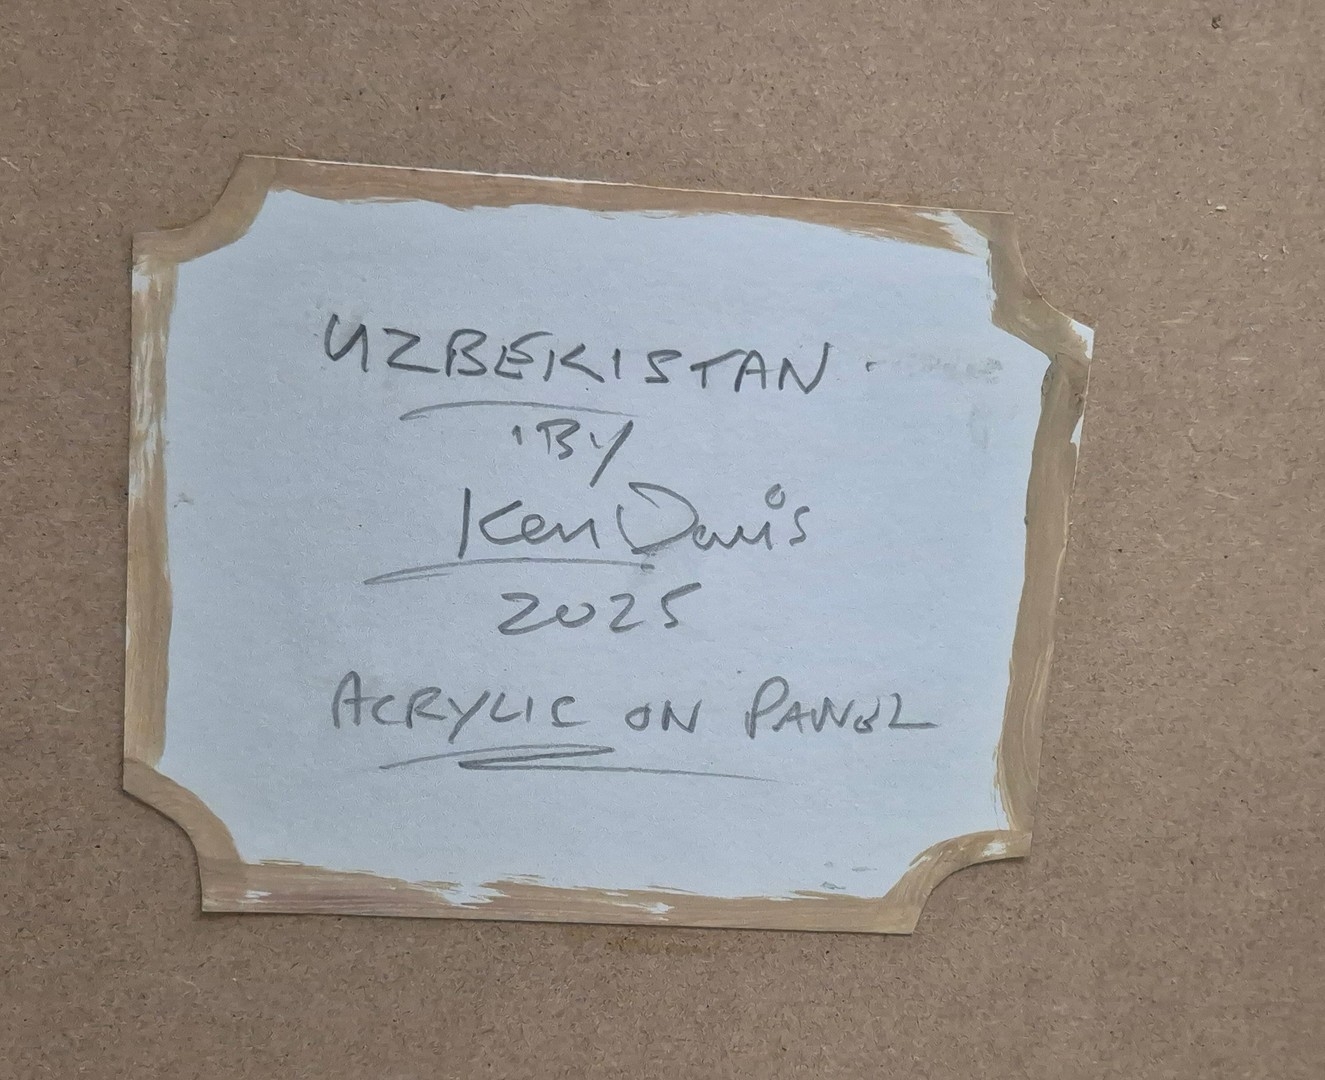 UZBEKISTAN
BY
Ken Davis
2025
ACRYLIC ON PANEL